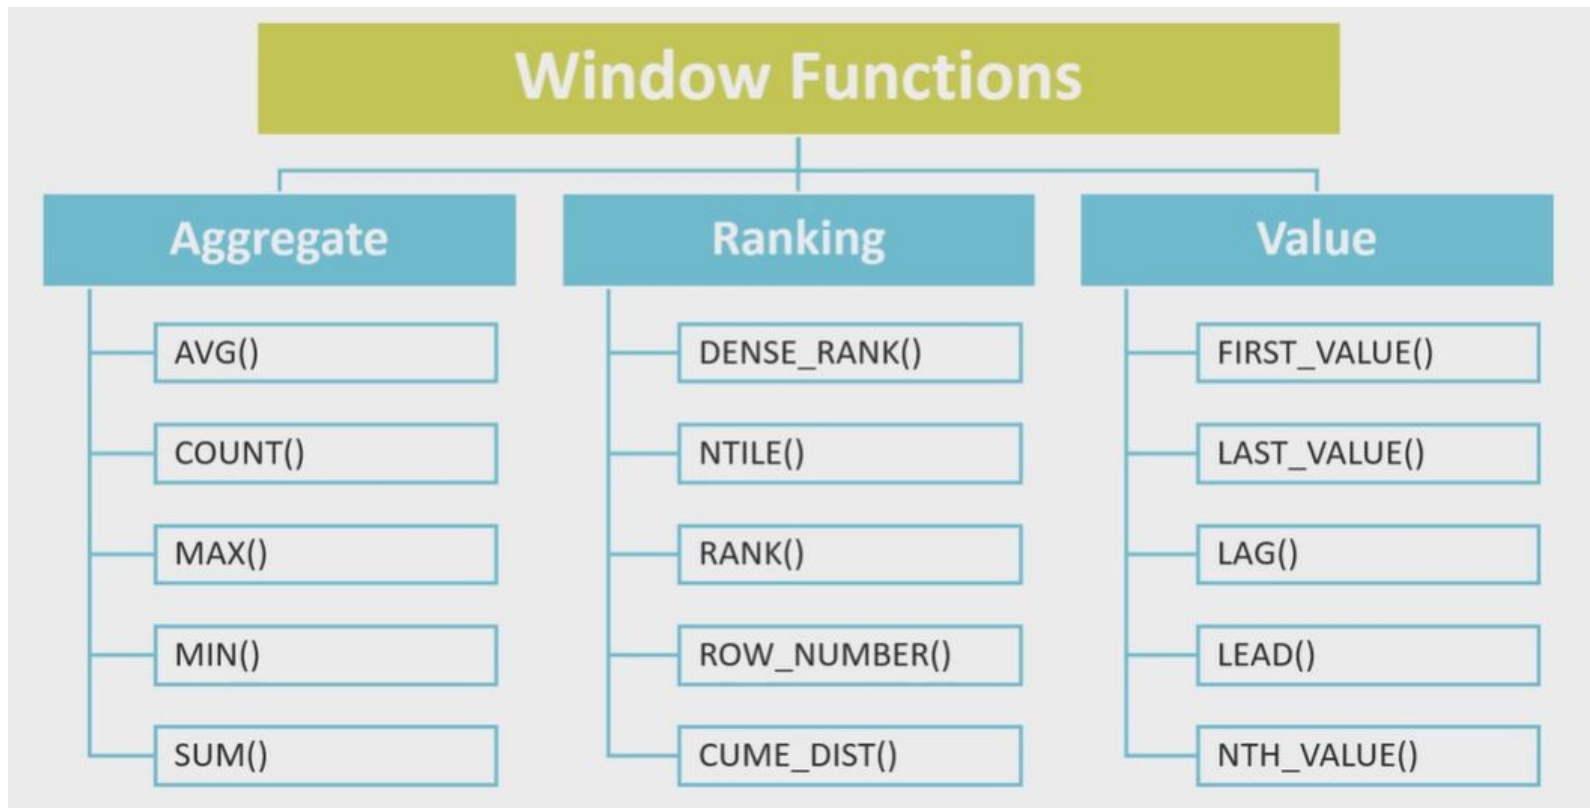 Window Functions
Aggregate
AVG()
COUNT()
MAX()
MIN()
SUM()
Ranking
DENSE_RANK()
NTILE()
RANK()
ROW_NUMBER()
CUME_DIST()
Value
FIRST_VALUE()
LAST_VALUE()
LAG()
LEAD()
NTH_VALUE()